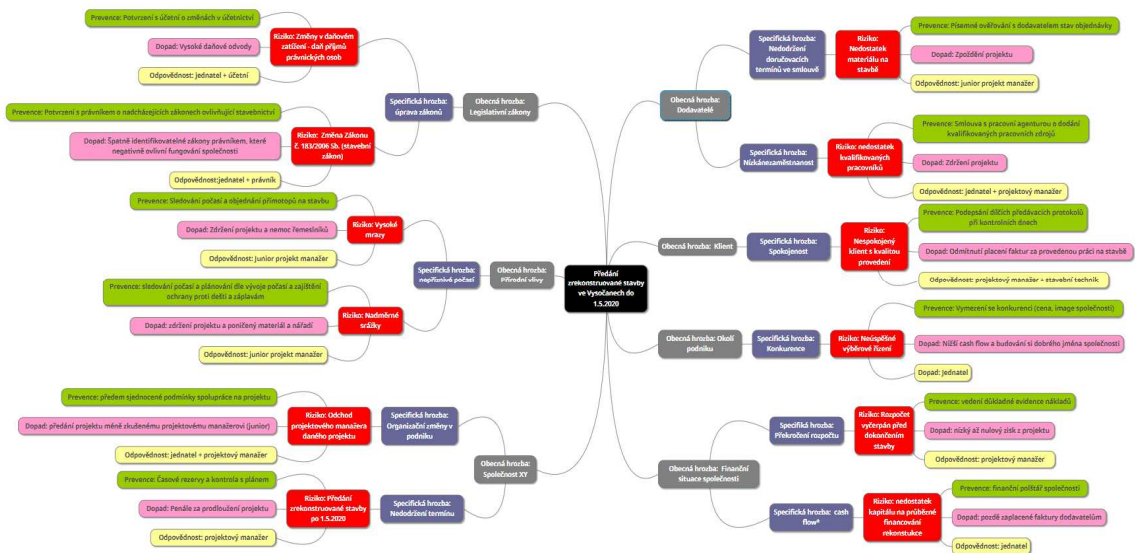 Prevence: Potvrzení s účetní o změnách v účetnictví
Dopad: Vysoké daňové odvody
Odpovědnost: jednatel + účetní
Riziko: Změny v daňovém
zatížení - daň příjmů
právnických osob
Prevence: Potvrzení s právníkem o nadcházejících zákonech ovlivňující stavebnictví
Dopad: Špatně identifikovatelné zákony právníkem, které
negativně ovlivní fungování společnosti
Odpovědnost:jednatel + právník
Riziko: Změna Zákonu
č. 183/2006 Sb. (stavební
zákon)
Specifická hrozba:
úprava zákonů
Obecná hrozba:
Legislativní zákony
Prevence: Sledování počasí a objednání přímotopů na stavbu
Dopad: Zdržení projektu a nemoc řemeslníků
Odpovědnost: Junior projekt manažer
Riziko: Vysoké
mrazy
Prevence: sledování počasí a plánování dle vývoje počasí a zajištění
ochrany proti dešti a záplavám
Dopad: zdržení projektu a poničený materiál a nářadí
Odpovědnost: junior projekt manažer
Riziko: Nadměrné
srážky
Specifická hrozba:
nepříznivé počasí
Obecná hrozba:
Přírodní vlivy
Prevence: předem sjednocené podmínky spolupráce na projektu
Dopad: předání projektu méně zkušenému projektovému manažerovi (junior)
Odpovědnost: jednatel + projektový manažer
Riziko: Odchod
projektového manažera
daného projektu
Specifická hrozba:
Organizační změny v
podniku
Prevence: Časové rezervy a kontrola s plánem
Dopad: Penále za prodloužení projektu
Odpovědnost: projektový manažer
Riziko: Předání
zrekonstruované stavby
po 1.5.2020
Specifická hrozba:
Nedodržení termínu
Obecná hrozba:
Společnost XY
Předání
zrekonstruované stavby
ve Vysočanech do
1.5.2020
Obecná hrozba:
Dodavatelé
Specifická hrozba:
Nedodržení
doručovacích
termínů ve smlouvě
Riziko:
Nedostatek
materiálu na
stavbě
Prevence: Písemné ověřování s dodavatelem stav objednávky
Dopad: Zpoždění projektu
Odpovědnost: junior projekt manažer
Specifická hrozba:
Nízkánezaměstnanost
Riziko: nedostatek
kvalifikovaných
pracovníků
Prevence: Smlouva s pracovní agenturou o dodání
kvalifikovaných pracovních zdrojů
Dopad: Zdržení projektu
Odpovědnost: jednatel + projektový manažer
Obecná hrozba: Klient
Specifická hrozba:
Spokojenost
Riziko:
Nespokojený
klient s kvalitou
provedení
Prevence: Podepsání dílčích předávacích protokolů
při kontrolních dnech
Dopad: Odmítnutí placení faktur za provedenou práci na stavbě
Odpovědnost: projektový manažer + stavební technik
Obecná hrozba: Okolí
podniku
Specifická hrozba:
Konkurence
Riziko: Neúspěšné
výběrové řízení
Prevence: Vymezení se konkurenci (cena, image společnosti)
Dopad: Nižší cash flow a budování si dobrého jména společnosti
Dopad: Jednatel
Obecná hrozba: Finanční
situace společnosti
Specifiká hrozba:
Překročení rozpočtu
Riziko: Rozpočet
vyčerpán před
dokončením
stavby
Prevence: vedení důkladné evidence nákladů
Dopad: nízký až nulový zisk z projektu
Odpovědnost: projektový manažer
Specifická hrozba: cash
flow*
Riziko: nedostatek
kapitálu na průběžné
financování
rekonstukce
Prevence: finanční polštář společnosti
Dopad: pozdě zaplacené faktury dodavatelům
Odpovědnost: jednatel